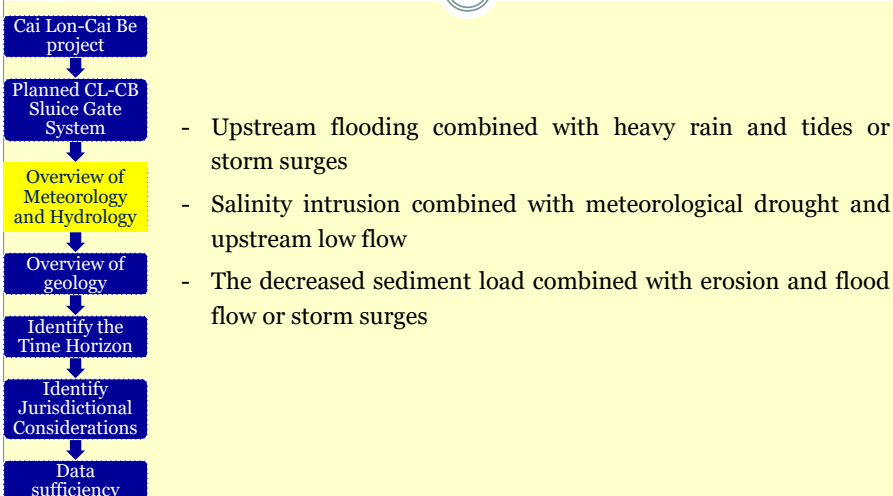 Cai Lon-Cai Be
project
Planned CL-CB
Sluice Gate
System
Overview of
Meteorology
and Hydrology
Overview of
geology
Identify the
Time Horizon
Identify
Jurisdictional
Considerations
Data
sufficiency
- Upstream flooding combined with heavy rain and tides or
storm surges
- Salinity intrusion combined with meteorological drought and
upstream low flow
- The decreased sediment load combined with erosion and flood
flow or storm surges